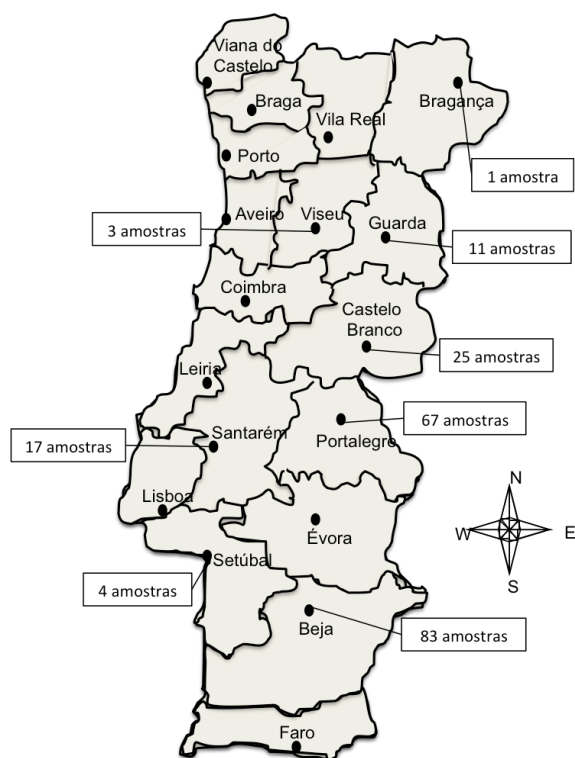 Viana do
Castelo
Braga
Bragança
Vila Real
Porto
1 amostra
Aveiro
Viseu
Guarda
3 amostras
11 amostras
Coimbra
Castelo
Branco
25 amostras
Leiria
67 amostras
Santarém
Portalegre
17 amostras
N
Lisboa
W
E
Évora
Setúbal
S
4 amostras
Beja
83 amostras
Faro